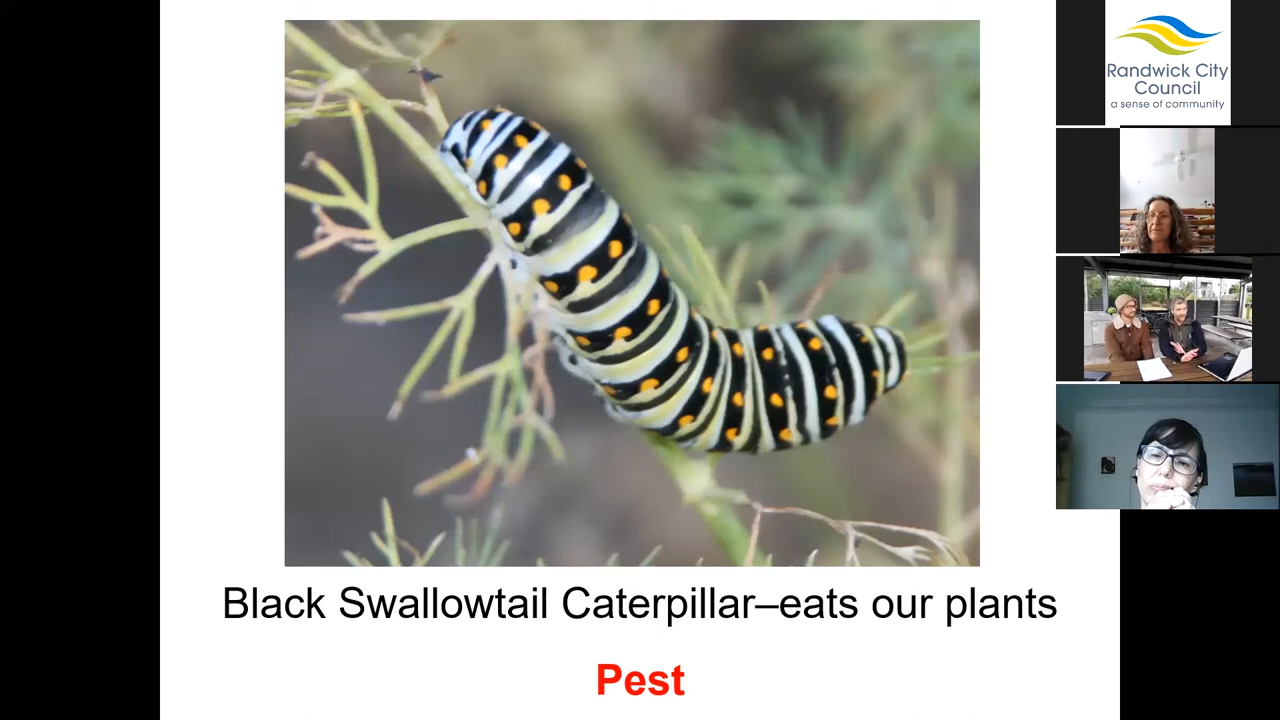 Randwick City
Council
a sense of community
Black Swallowtail Caterpillar–eats our plants
Pest